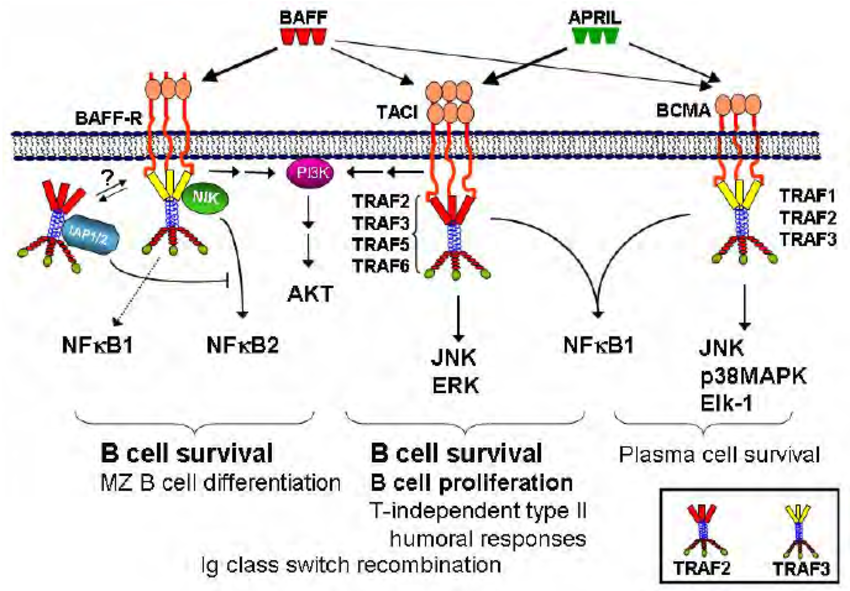 BAFF
APRIL
BAFF-R
TACI
BCMA
?
PI3K
NIK
IAP1/2
TRAF2
TRAF3
TRAF5
TRAF6
TRAF1
TRAF2
TRAF3
AKT
NFκB1
NFκB2
JNK
ERK
NFκB1
JNK
p38MAPK
Elk-1
B cell survival
MZ B cell differentiation
B cell survival
B cell proliferation
T-independent type II
humoral responses
Ig class switch recombination
Plasma cell survival
TRAF2
TRAF3